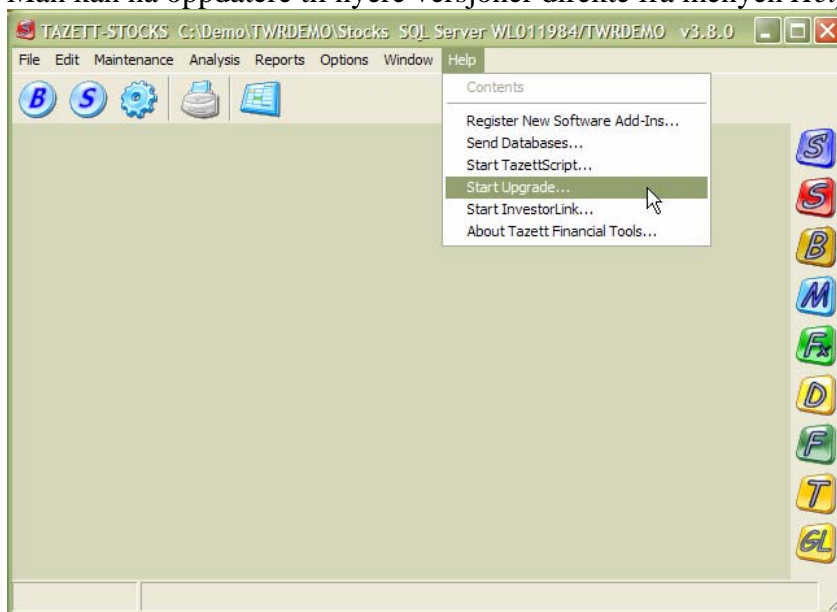 Man kan nå oppdatere til nyere versjoner direkte fra menyen
TAZETT-STOCKS C:\Demo\TWRDEMO\Stocks SQL Server WL011984/TWRDEMO v3.8.0
File Edit Maintenance Analysis Reports Options Window Help
B S
Contents
Register New Software Add-Ins...
Send Databases...
Start TazettScript...
Start Upgrade...
Start InvestorLink...
About Tazett Financial Tools...
S
S
B
M
Fx
D
F
T
GL